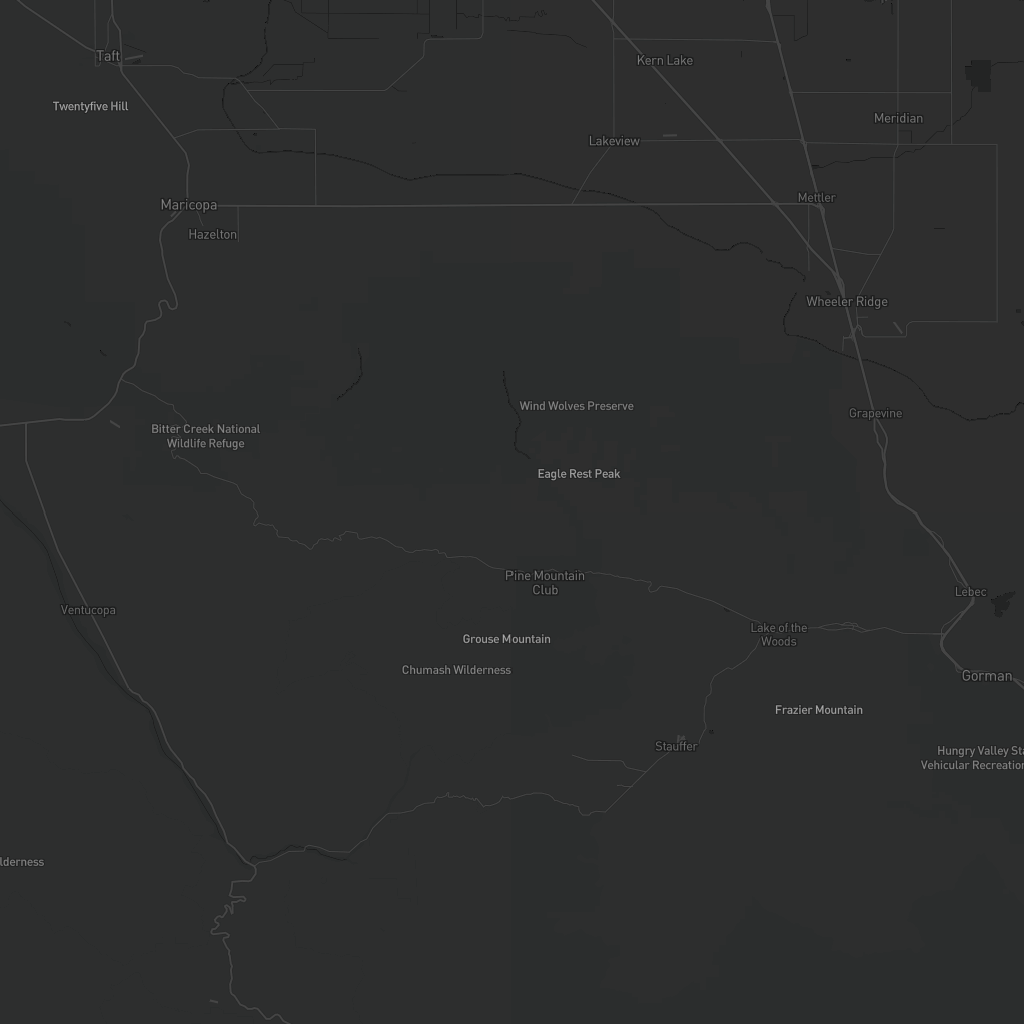 Taft
Kern Lake
Twentyfive Hill
Meridian
Lakeview
Mettler
Maricopa
Hazelton
Wheeler Ridge
Wind Wolves Preserve
Grapevine
Bitter Creek National
Wildlife Refuge
Eagle Rest Peak
Pine Mountain
Club
Lebec
Ventucopa
Lake of the
Woods
Grouse Mountain
Chumash Wilderness
Gorman
Frazier Mountain
Stauffer
Hungry Valley Sta
Vehicular Recreation
lderness